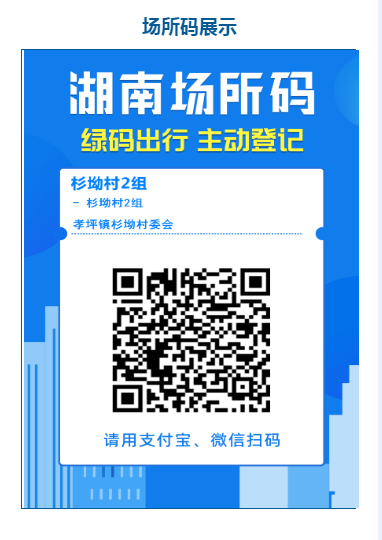 场所码展示
湖南场所码
绿码出行 主动登记
杉坳村2组
- 杉坳村2组
孝坪镇杉坳村委会
请用支付宝、微信扫码